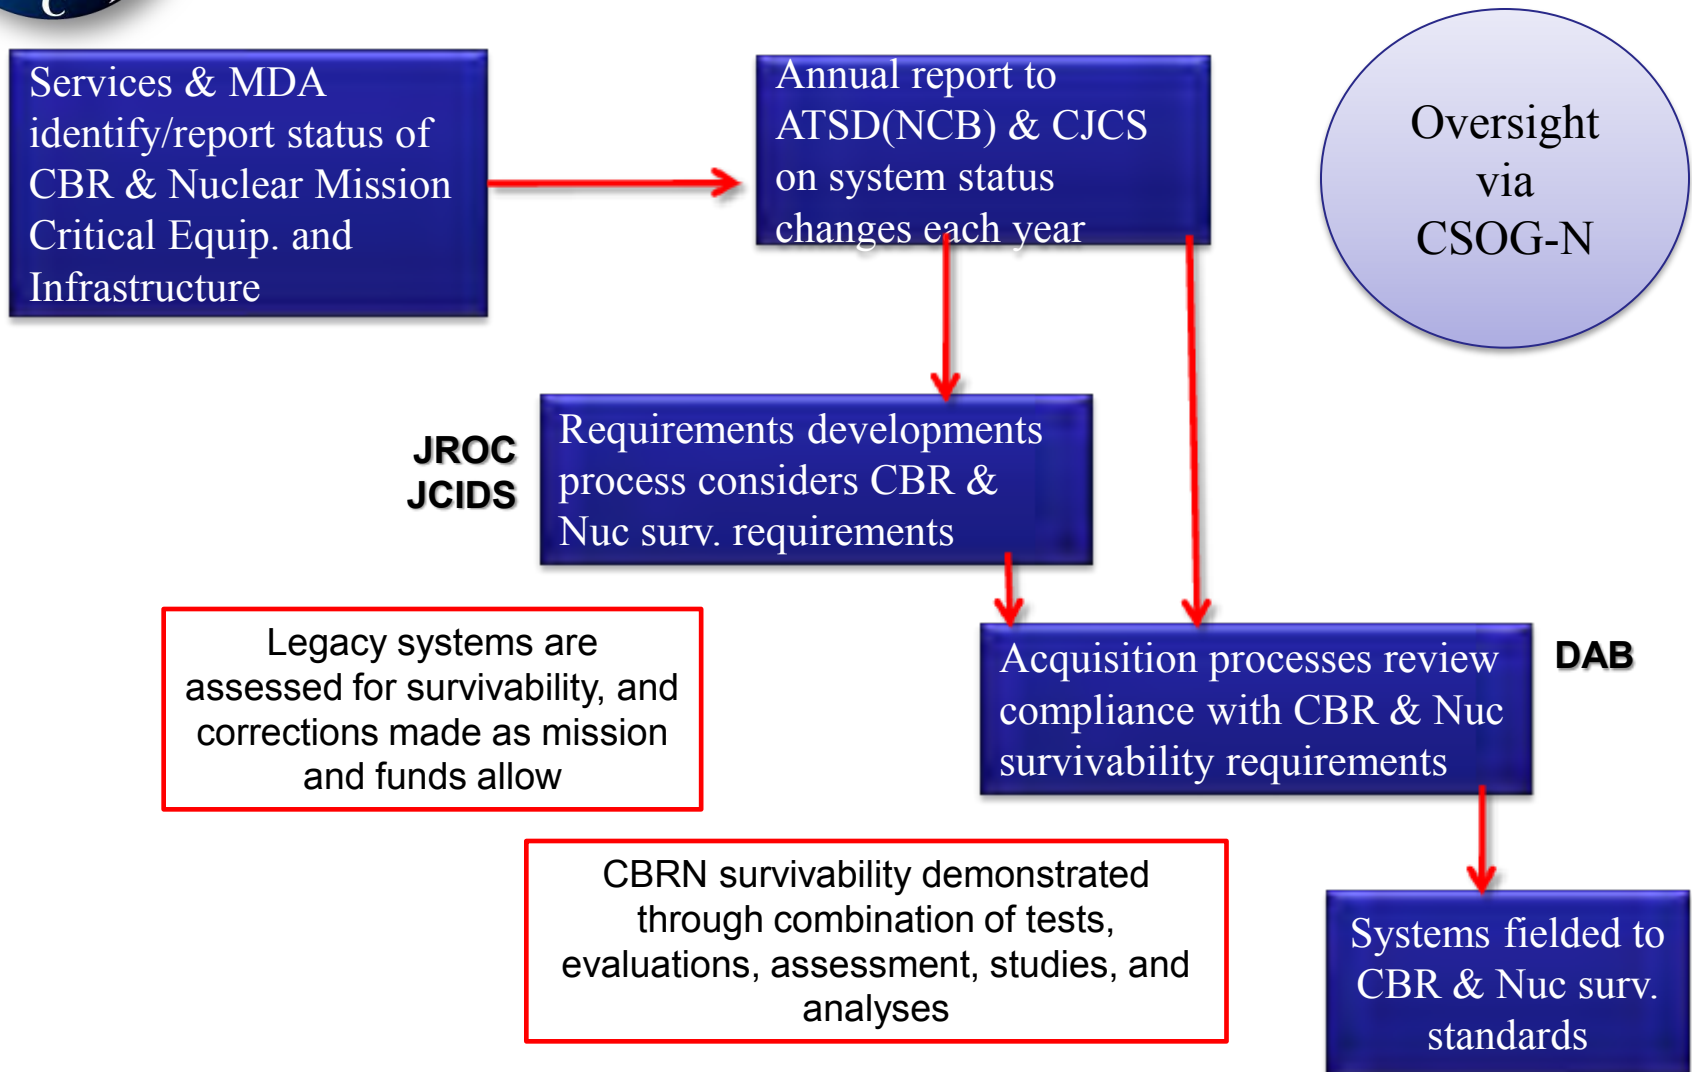 C
Services & MDA
identify/report status of
CBR & Nuclear Mission
Critical Equip. and
Infrastructure
Annual report to
ATSD(NCB) & CJCS
on system status
changes each year
Oversight
via
CSOG-N
JROC
JCIDS
Requirements developments
process considers CBR &
Nuc surv. requirements
Legacy systems are
assessed for survivability, and
corrections made as mission
and funds allow
Acquisition processes review
compliance with CBR & Nuc
survivability requirements
DAB
CBRN survivability demonstrated
through combination of tests,
evaluations, assessment, studies, and
analyses
Systems fielded to
CBR & Nuc surv.
standards